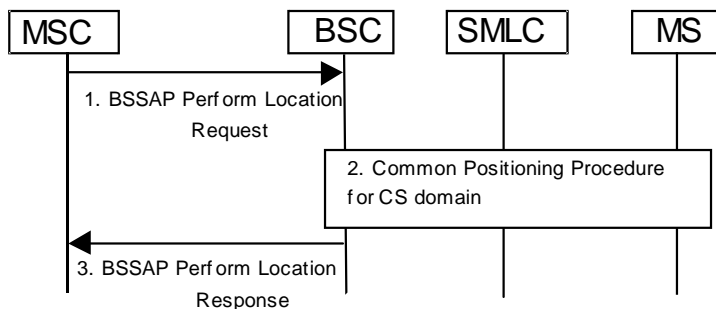 MSC
BSC
SMLC
MS
1. BSSAP Perform Location
Request
2. Common Positioning Procedure
for CS domain
3. BSSAP Perform Location
Response